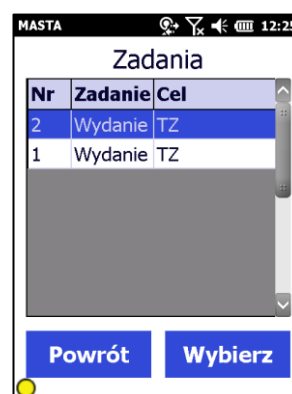 MASTA 12:25
Zadania
Nr Zadanie Cel
2 Wydanie TZ
1 Wydanie TZ
Powrót Wybierz